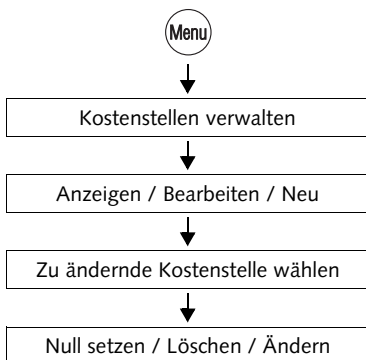 Menu
Kostenstellen verwalten
Anzeigen / Bearbeiten / Neu
Zu ändernde Kostenstelle wählen
Null setzen / Löschen / Ändern